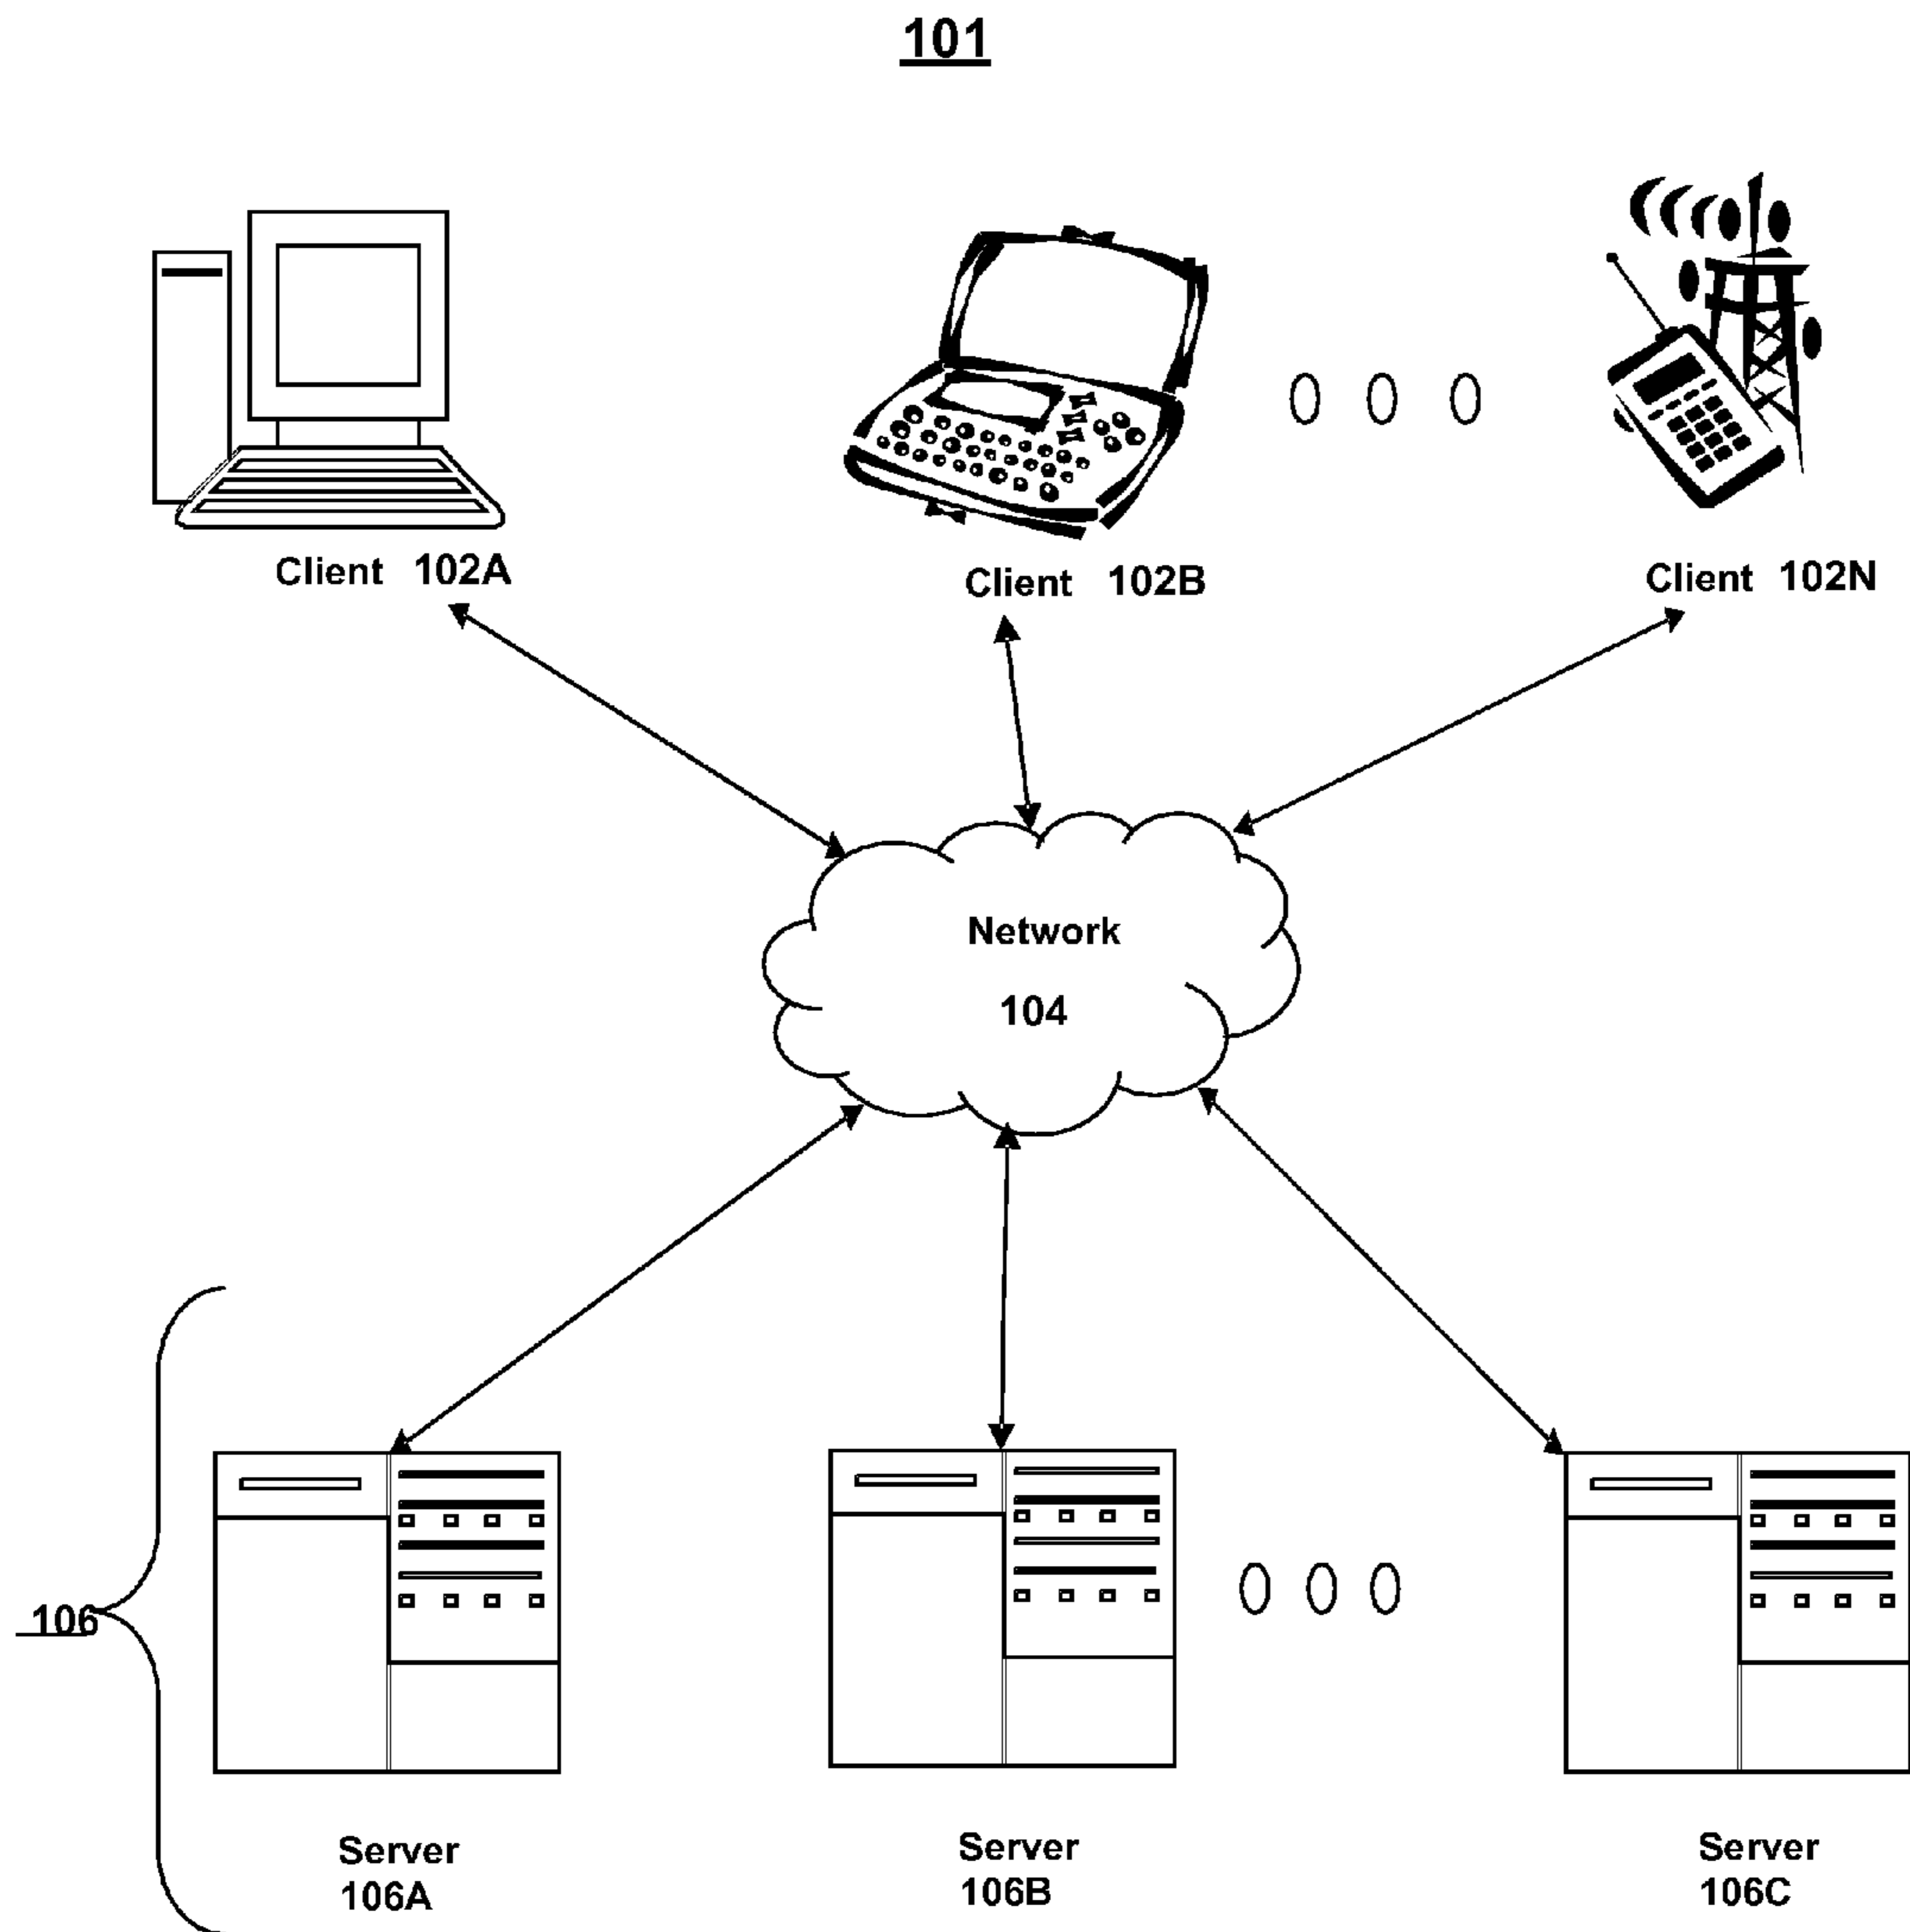 101
Client 102A
Client 102B
Client 102N
Network
104
106
Server
106A
Server
106B
Server
106C